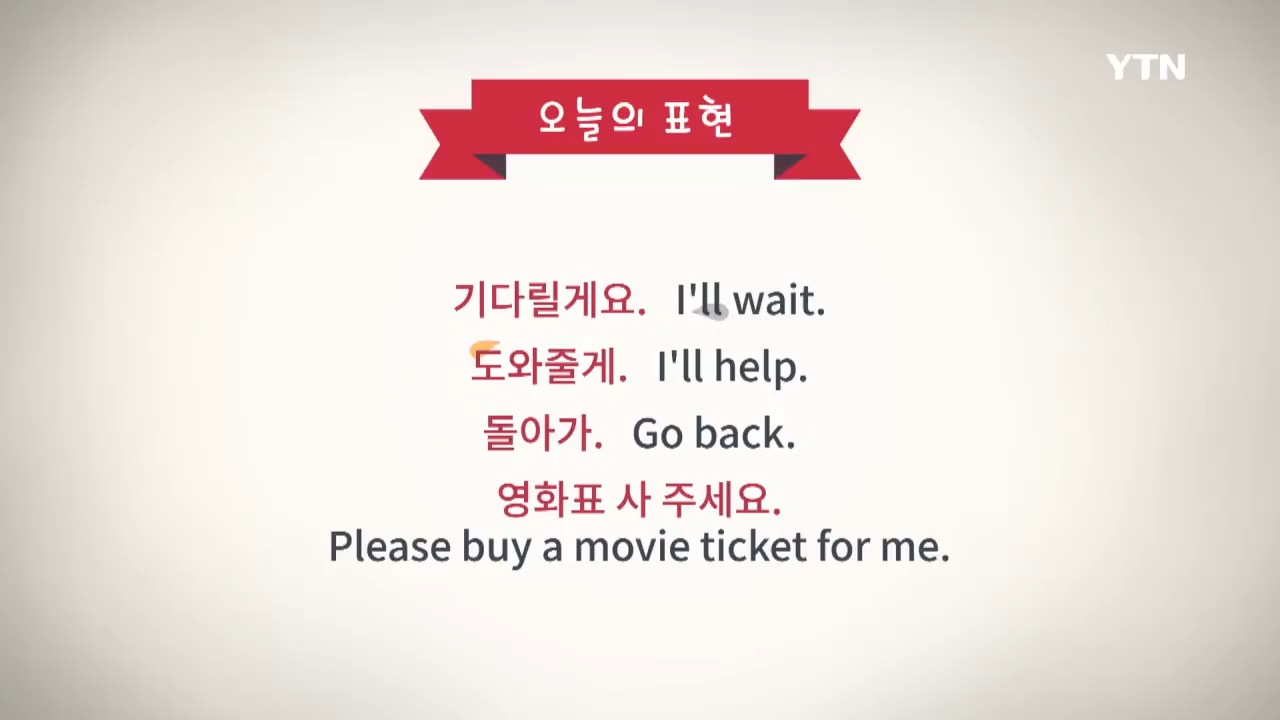 YTN
오늘의 표현
기다릴게요. I'll wait.
도와줄게. I'll help.
돌아가. Go back.
영화표 사 주세요.
Please buy a movie ticket for me.